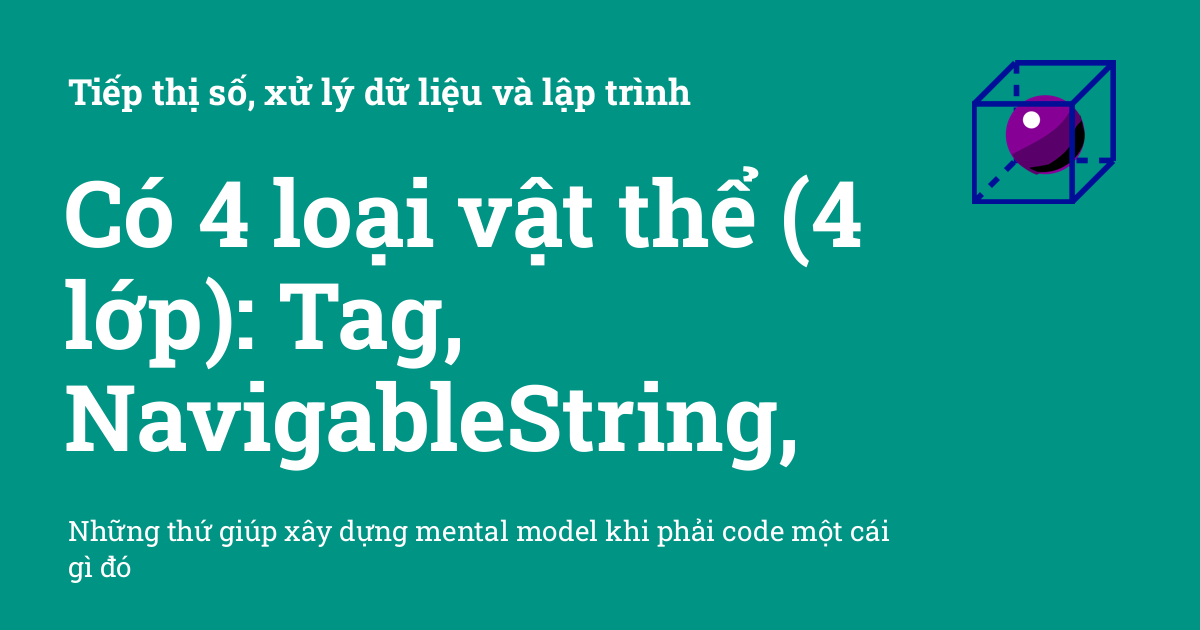 Tiếp thị số, xử lý dữ liệu và lập trình
Có 4 loại vật thể (4
lớp): Tag,
NavigableString,
Những thứ giúp xây dựng mental model khi phải code một cái
gì đó